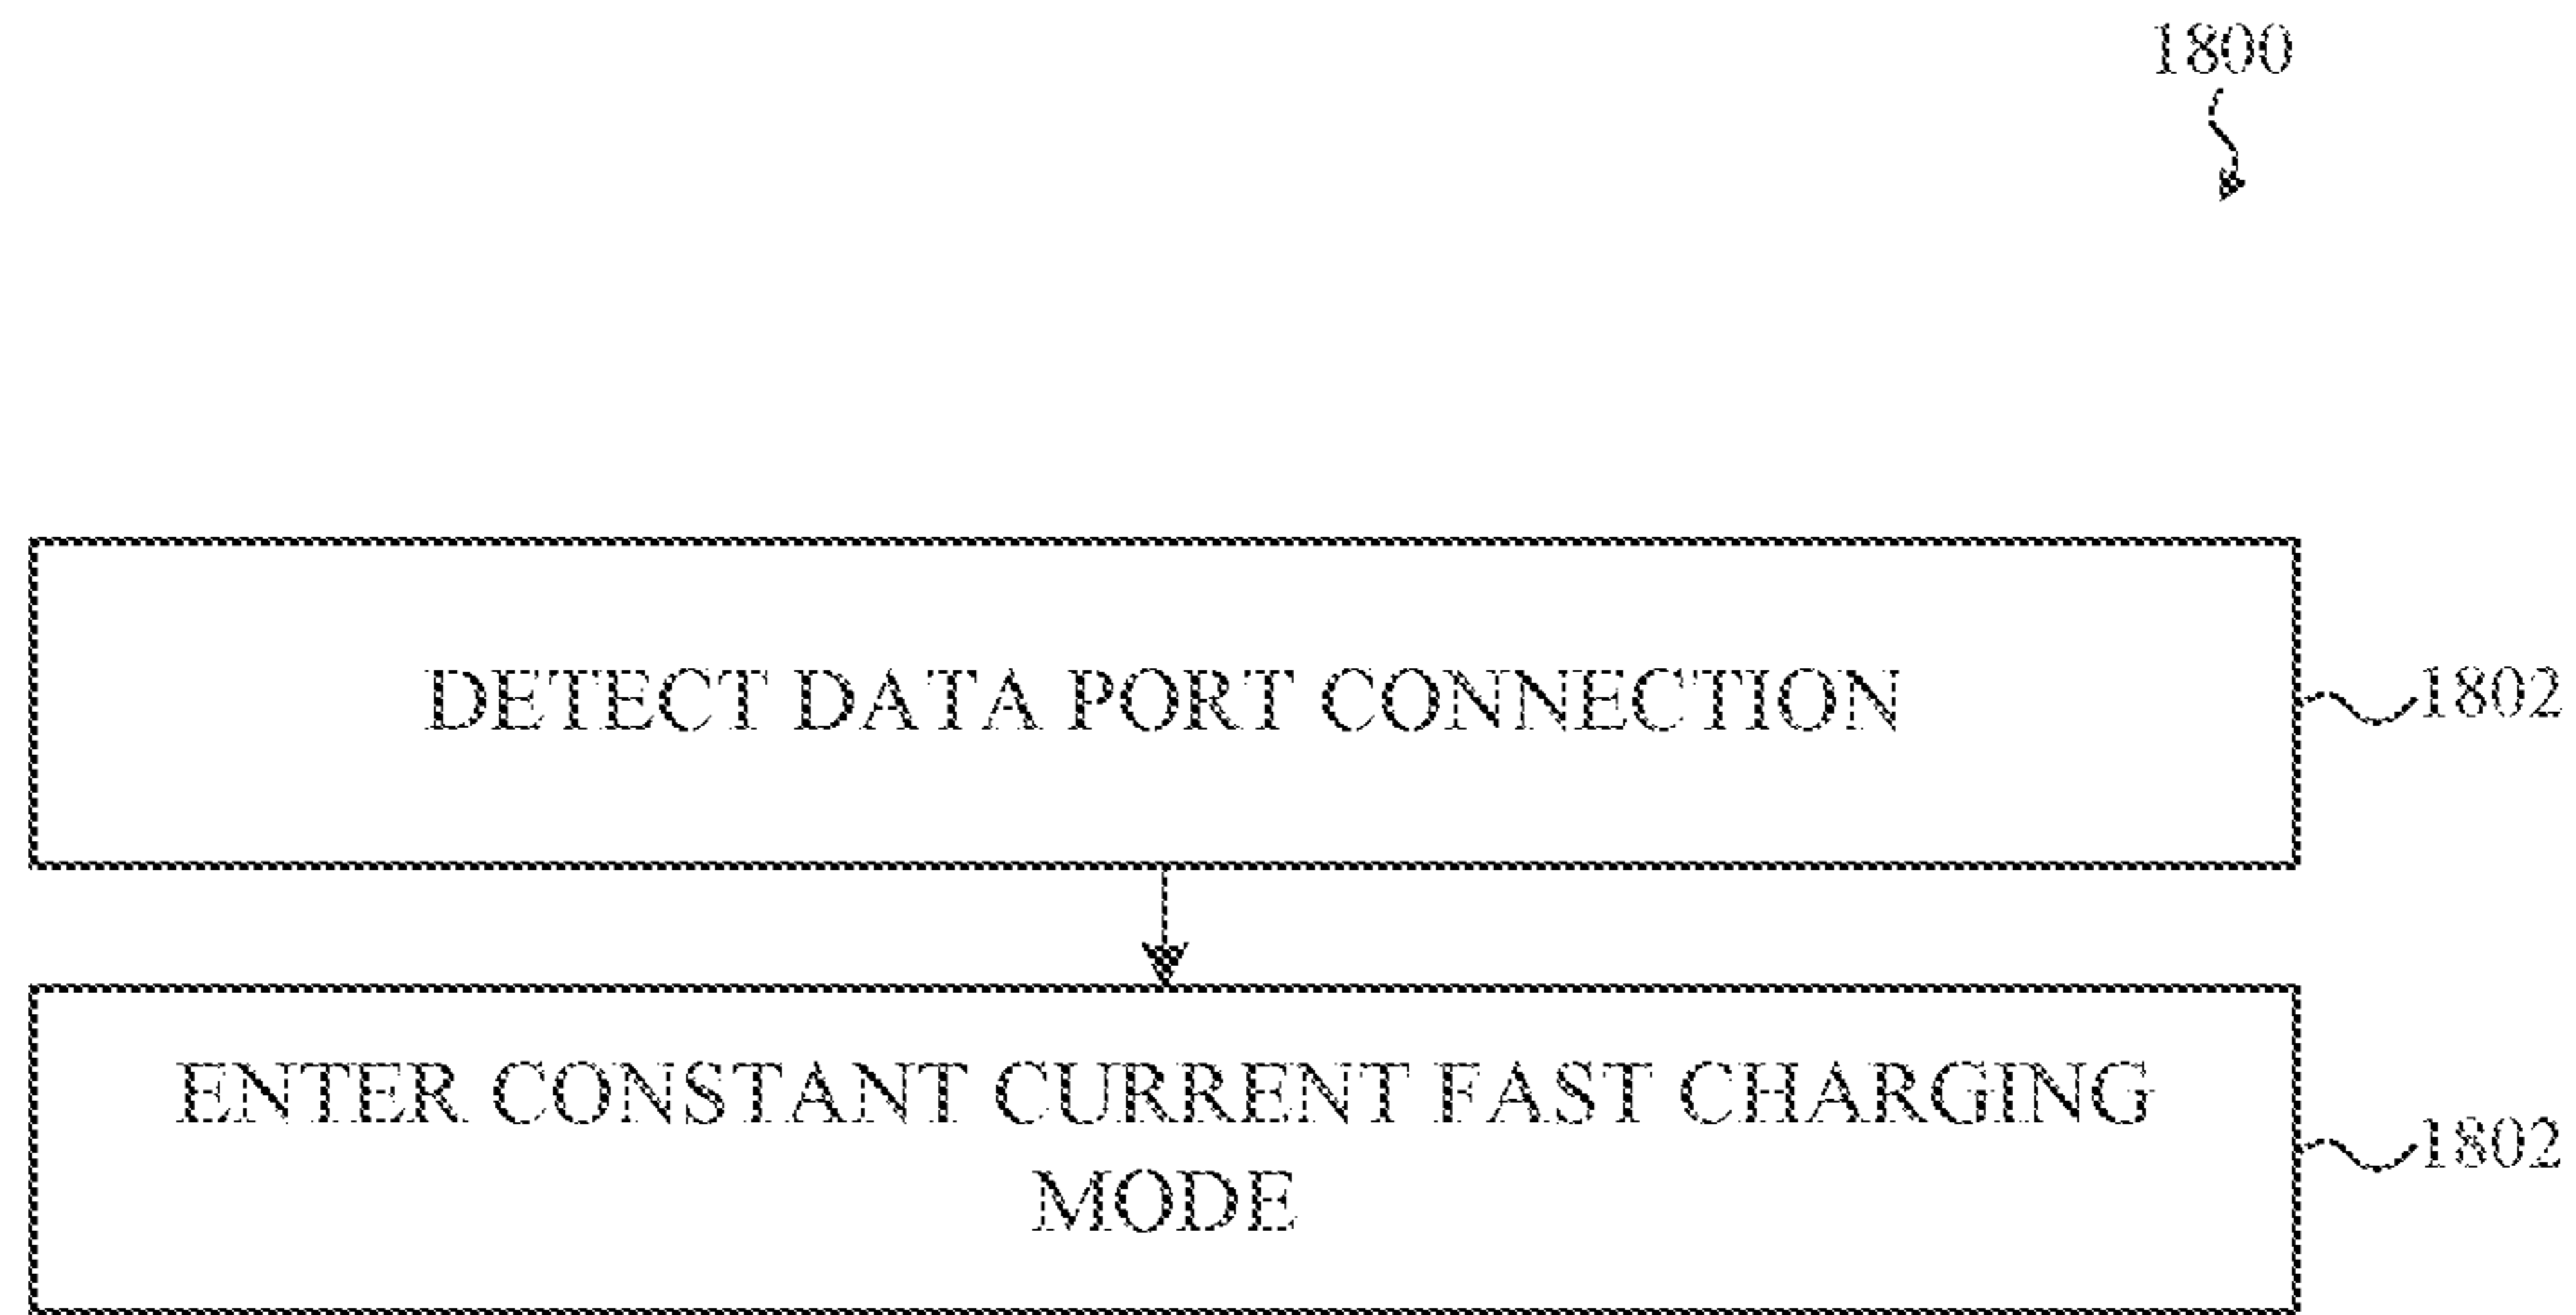 1800
DETECT DATA PORT CONNECTION
1802
ENTER CONSTANT CURRENT FAST CHARGING
MODE
1802